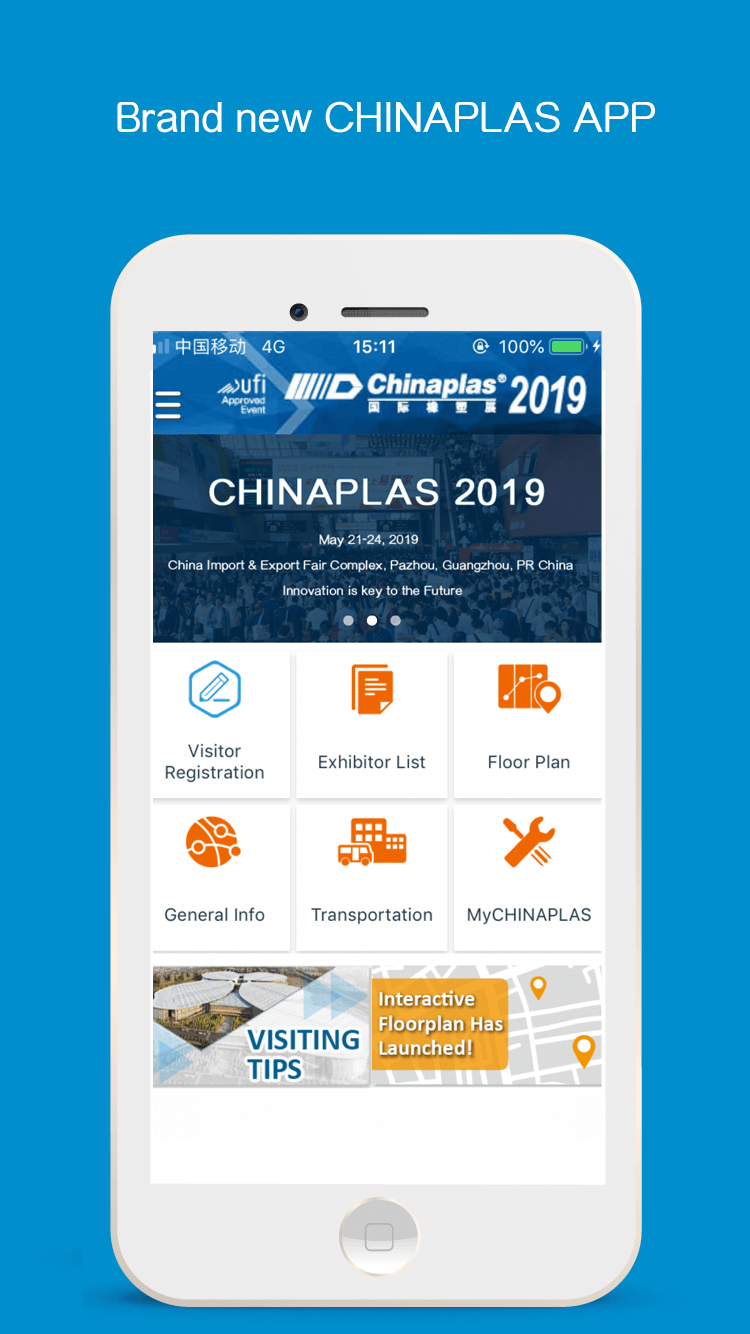 Brand new CHINAPLAS APP
中国移动 4G 15:11 100%
ufi
Approved
Event
Chinaplas® 2019
国际橡塑展
CHINAPLAS 2019
May 21-24, 2019
China Import & Export Fair Complex, Pazhou, Guangzhou, PR China
Innovation is key to the Future
Visitor
Registration
Exhibitor List
Floor Plan
General Info
Transportation
MyCHINAPLAS
VISITING
TIPS
Interactive
Floorplan Has
Launched!